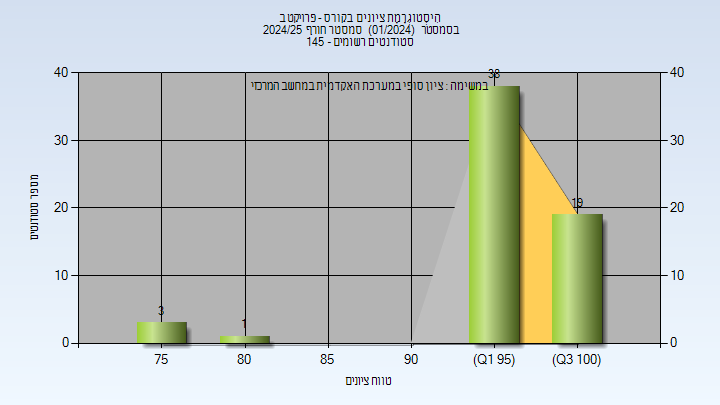 היסטוגרמת ציונים בקורס - פרויקט ב
בסמסטר (01/2024) סמסטר חורף 2024/25
סטודנטים רשומים - 145
במשימה : ציון סופי במערכת האקדמית במחשב המרכזי
מספר סטודנטים
40
30
20
10
0
40
30
20
10
0
3
1
38
19
75
80
85
90
(Q1 95)
(Q3 100)
טווח ציונים